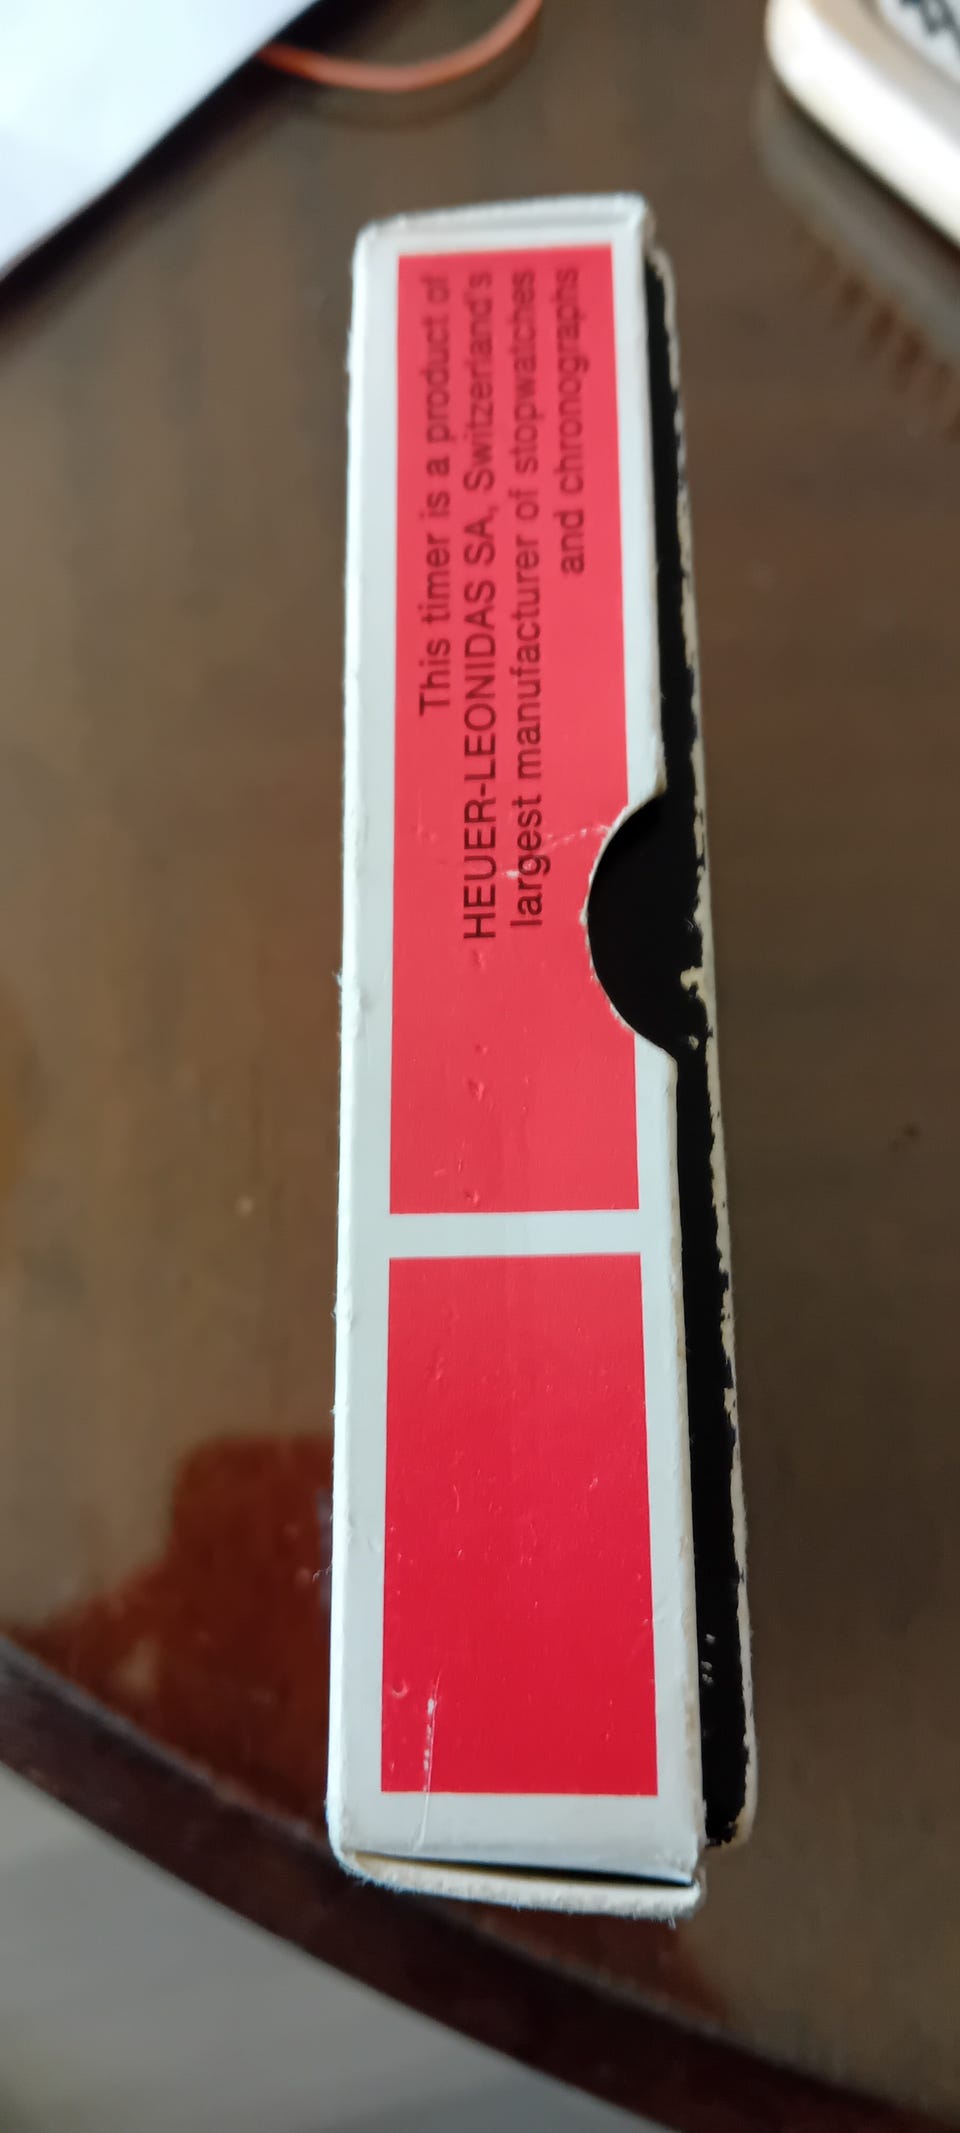 This timer is a product of
HEUER-LEONIDAS SA, Switzerland's
largest manufacturer of stopwatches
and chronographs